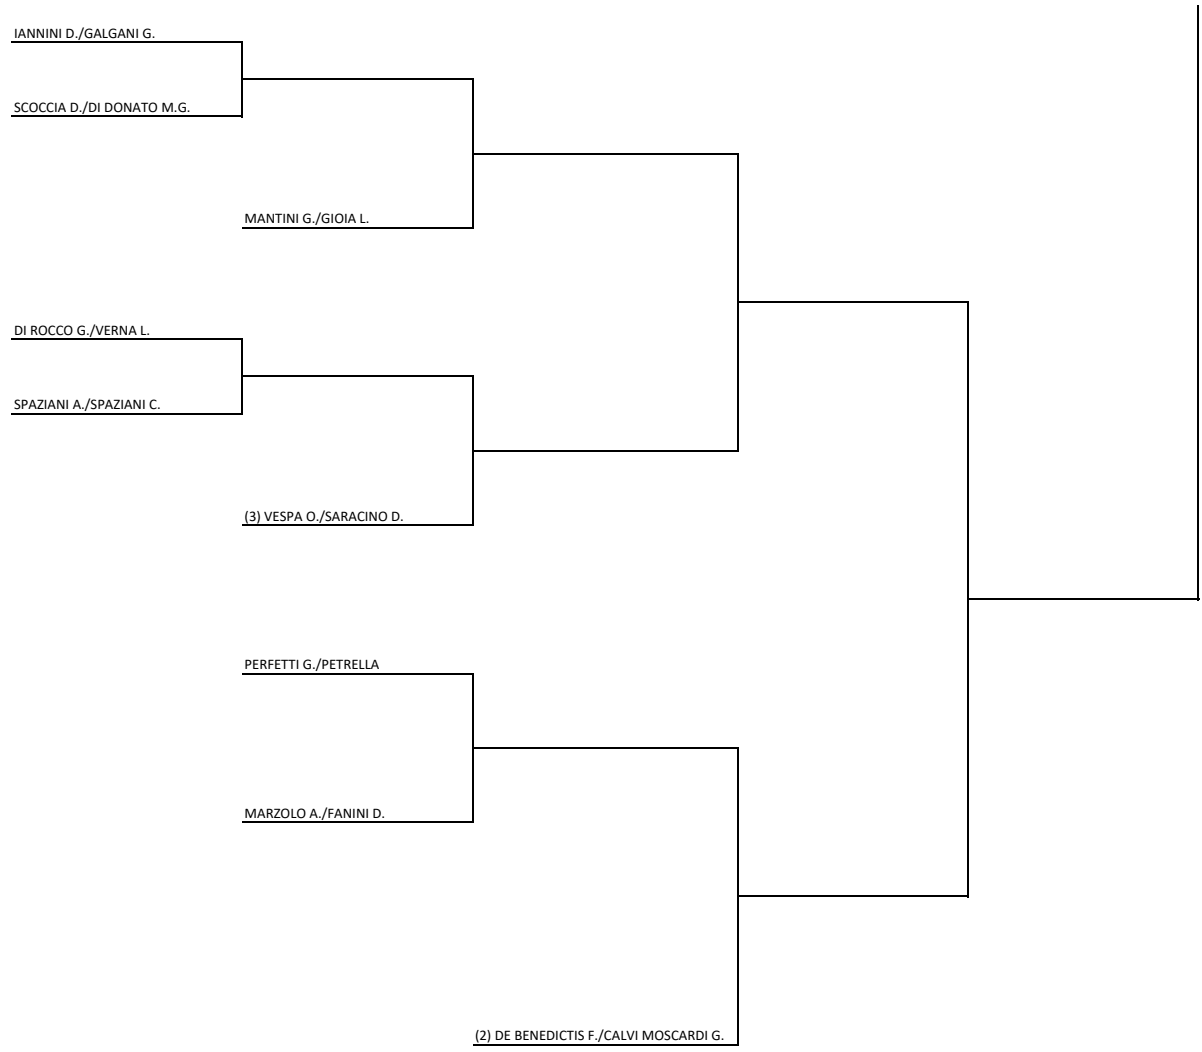 IANNINI D./GALGANI G.
SCOCCIA D./DI DONATO M.G.
MANTINI G./GIOIA L.
DI ROCCO G./VERNA L.
SPAZIANI A./SPAZIANI C.
(3) VESPA O./SARACINO D.
PERFETTI G./PETRELLA
MARZOLO A./FANINI D.
(2) DE BENEDICTIS F./CALVI MOSCARDI G.